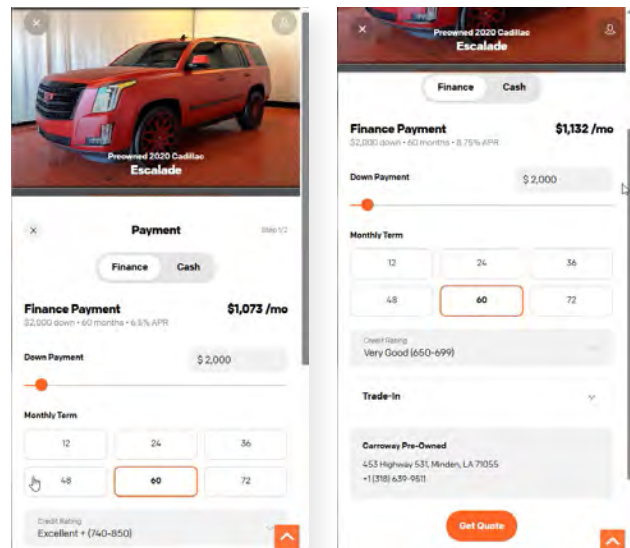 Preowned 2020 Cadillac
Escalade
Payment
Step 1/2
Finance
Cash
Finance Payment
$1,073 /mo
$2,000 down • 60 months • 6.5% APR
Down Payment
$ 2,000
Monthly Term
12
24
36
48
60
72
Credit Rating
Excellent + (740-850)
Preowned 2020 Cadillac
Escalade
Finance
Cash
Finance Payment
$1,132 /mo
$2,000 down • 60 months • 8.75% APR
Down Payment
$ 2,000
Monthly Term
12
24
36
48
60
72
Credit Rating
Very Good (650-699)
Trade-In
Carroway Pre-Owned
453 Highway 531, Minden, LA 71055
+1 (318) 639-9511
Get Quote